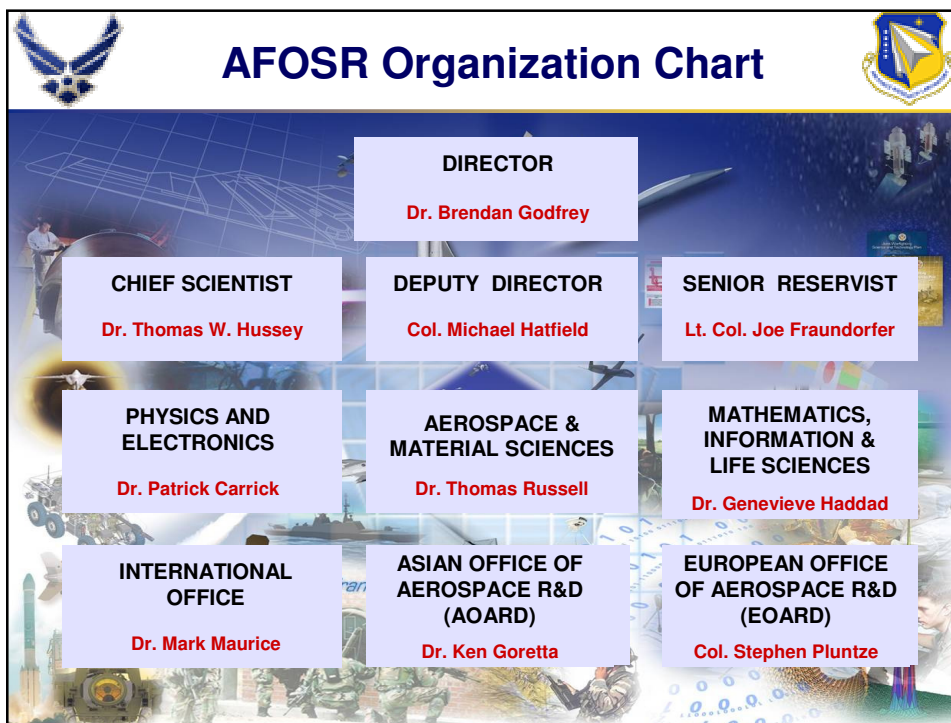 AFOSR Organization Chart
DIRECTOR
Dr. Brendan Godfrey
CHIEF SCIENTIST
Dr. Thomas W. Hussey
DEPUTY DIRECTOR
Col. Michael Hatfield
SENIOR RESERVIST
Lt. Col. Joe Fraundorfer
PHYSICS AND
ELECTRONICS
Dr. Patrick Carrick
AEROSPACE &
MATERIAL SCIENCES
Dr. Thomas Russell
MATHEMATICS,
INFORMATION &
LIFE SCIENCES
Dr. Genevieve Haddad
INTERNATIONAL
OFFICE
Dr. Mark Maurice
ASIAN OFFICE OF
AEROSPACE R&D
(AOARD)
Dr. Ken Goretta
EUROPEAN OFFICE
OF AEROSPACE R&D
(EOARD)
Col. Stephen Pluntze